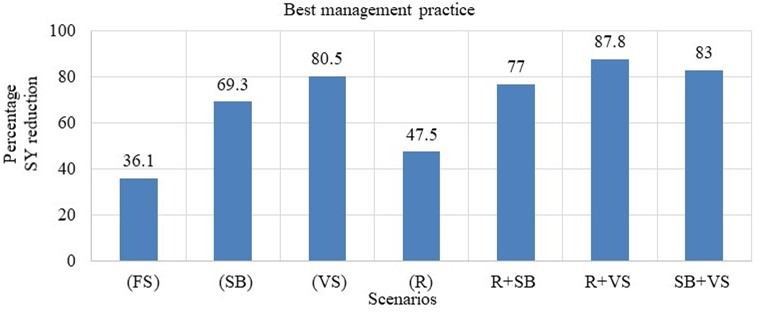 Best management practice
Percentage
SY reduction
100
80
60
40
20
0
36.1
69.3
80.5
47.5
77
87.8
83
(FS) (SB) (VS) (R) R+SB R+VS SB+VS
Scenarios